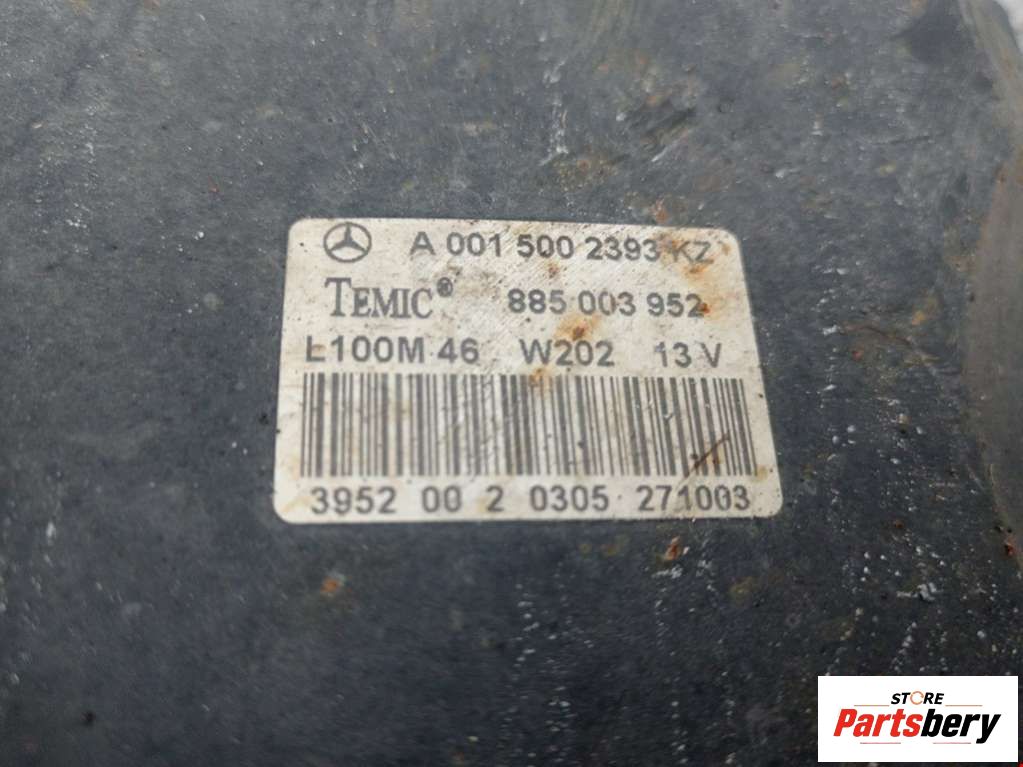 A 001 500 2393 KZ
TEMIC® 885 003 952
L100M 46 W202 13 V
3952 00 2 0305 271003
STORE
Partsbery